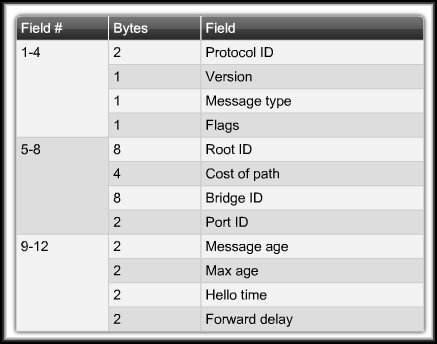 Field # Bytes Field
1-4 2 Protocol ID
1 Version
1 Message type
1 Flags
5-8 8 Root ID
4 Cost of path
8 Bridge ID
2 Port ID
9-12 2 Message age
2 Max age
2 Hello time
2 Forward delay